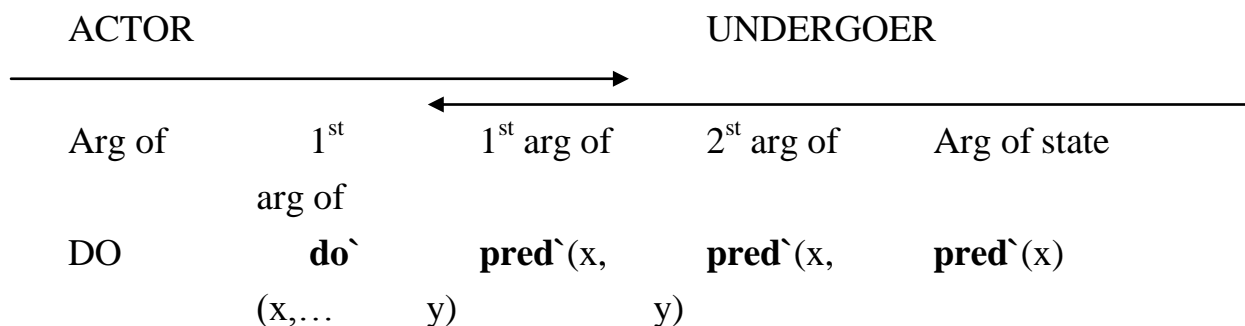 ACTOR UNDERGOER
Arg of 1st 1st arg of 2st arg of Arg of state
arg of
DO do` pred`(x, pred`(x, pred`(x)
(x,… y) y)